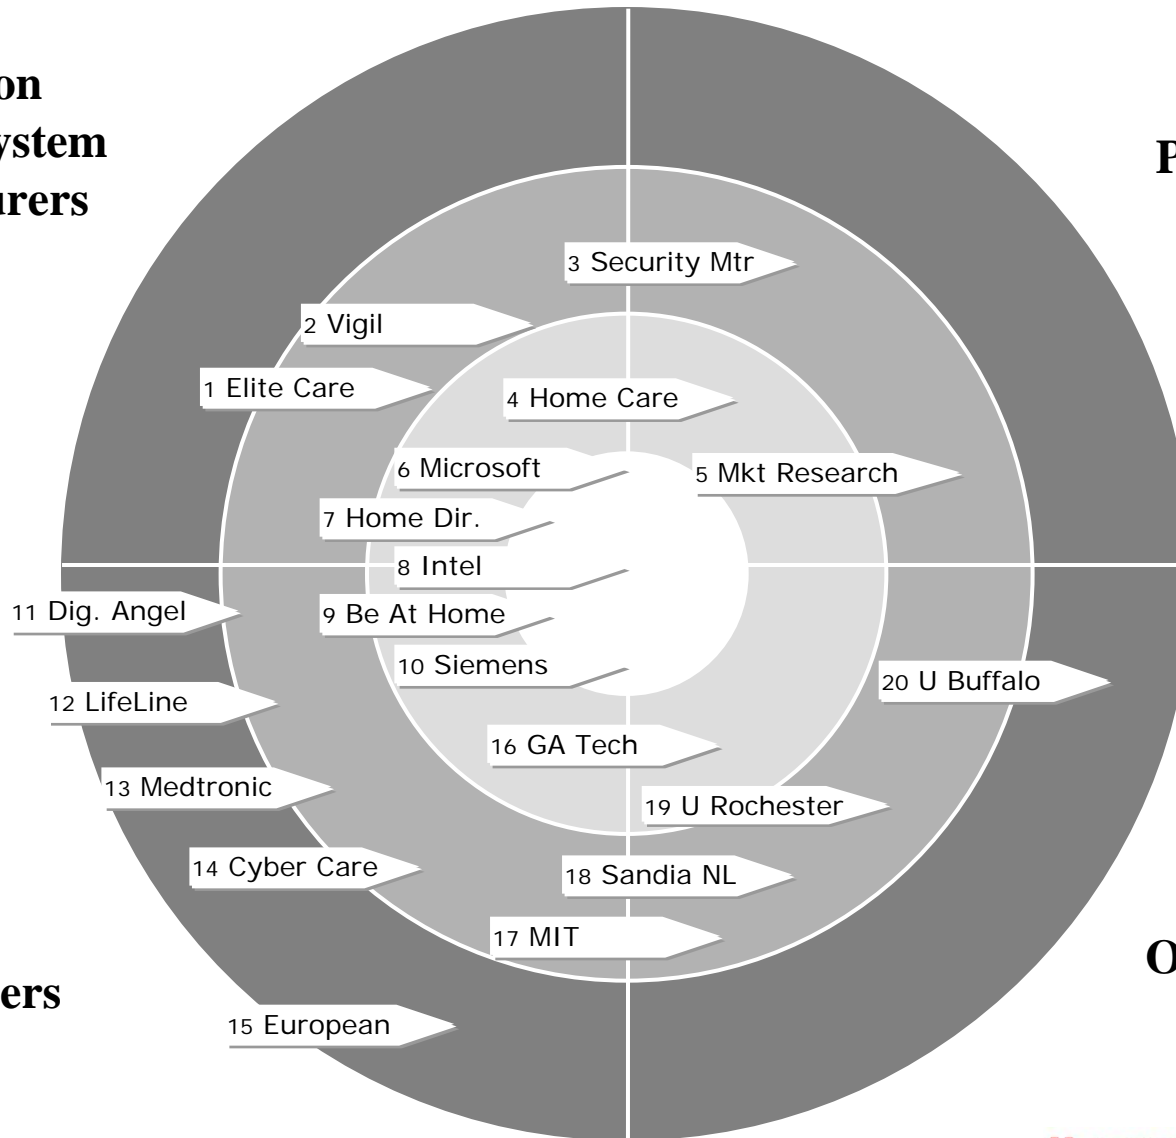 on
ystem
urers
P
3 Security Mtr
2 Vigil
1 Elite Care
4 Home Care
6 Microsoft
5 Mkt Research
7 Home Dir.
8 Intel
11 Dig. Angel
9 Be At Home
10 Siemens
20 U Buffalo
12 LifeLine
16 GA Tech
13 Medtronic
19 U Rochester
14 Cyber Care
18 Sandia NL
17 MIT
O
ers
15 European